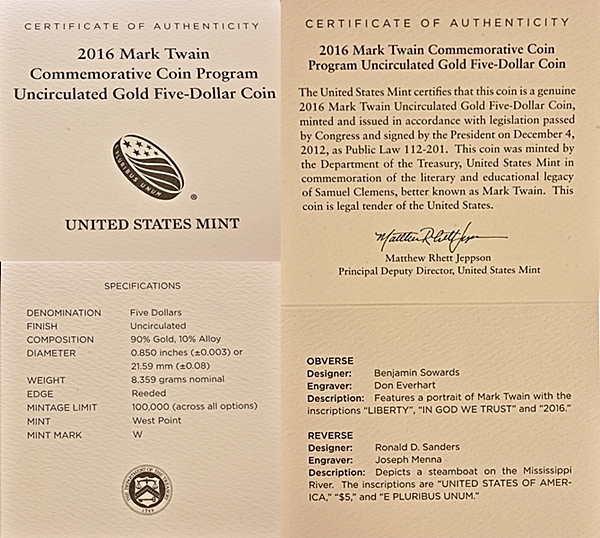 CERTIFICATE OF AUTHENTICITY
2016 Mark Twain
Commemorative Coin Program
Uncirculated Gold Five-Dollar Coin
PLURIBUS UNUM
®
UNITED STATES MINT
SPECIFICATIONS
DENOMINATION Five Dollars
FINISH Uncirculated
COMPOSITION 90% Gold, 10% Alloy
DIAMETER 0.850 inches (±0.003) or
21.59 mm (±0.08)
WEIGHT 8.359 grams nominal
EDGE Reeded
MINTAGE LIMIT 100,000 (across all options)
MINT West Point
MINT MARK W
THE DEPARTMENT OF THE TREASURY
1789
CERTIFICATE OF AUTHENTICITY
2016 Mark Twain Commemorative Coin
Program Uncirculated Gold Five-Dollar Coin
The United States Mint certifies that this coin is a genuine
2016 Mark Twain Uncirculated Gold Five-Dollar Coin,
minted and issued in accordance with legislation passed
by Congress and signed by the President on December 4,
2012, as Public Law 112-201. This coin was minted by
the Department of the Treasury, United States Mint in
commemoration of the literary and educational legacy
of Samuel Clemens, better known as Mark Twain. This
coin is legal tender of the United States.
Matthew Rhett Jeppson
Principal Deputy Director, United States Mint
OBVERSE
Designer: Benjamin Sowards
Engraver: Don Everhart
Description: Features a portrait of Mark Twain with the
inscriptions “LIBERTY”, “IN GOD WE TRUST” and “2016.”
REVERSE
Designer: Ronald D. Sanders
Engraver: Joseph Menna
Description: Depicts a steamboat on the Mississippi
River. The inscriptions are “UNITED STATES OF AMER-
ICA,” “$5,” and “E PLURIBUS UNUM.”